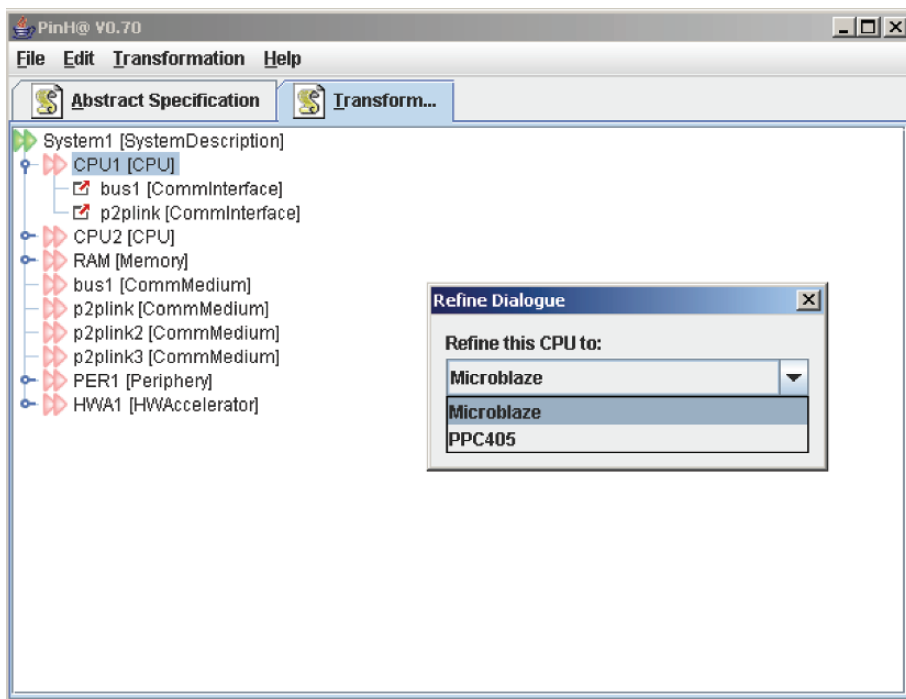 PinH@ V0.70
File Edit Transformation Help
Abstract Specification Transform...
System1 [SystemDescription]
CPU1 [CPU]
bus1 [CommInterface]
p2plink [CommInterface]
CPU2 [CPU]
RAM [Memory]
bus1 [CommMedium]
p2plink [CommMedium]
p2plink2 [CommMedium]
p2plink3 [CommMedium]
PER1 [Periphery]
HWA1 [HWAccelerator]
Refine Dialogue
Refine this CPU to:
Microblaze
Microblaze
PPC405